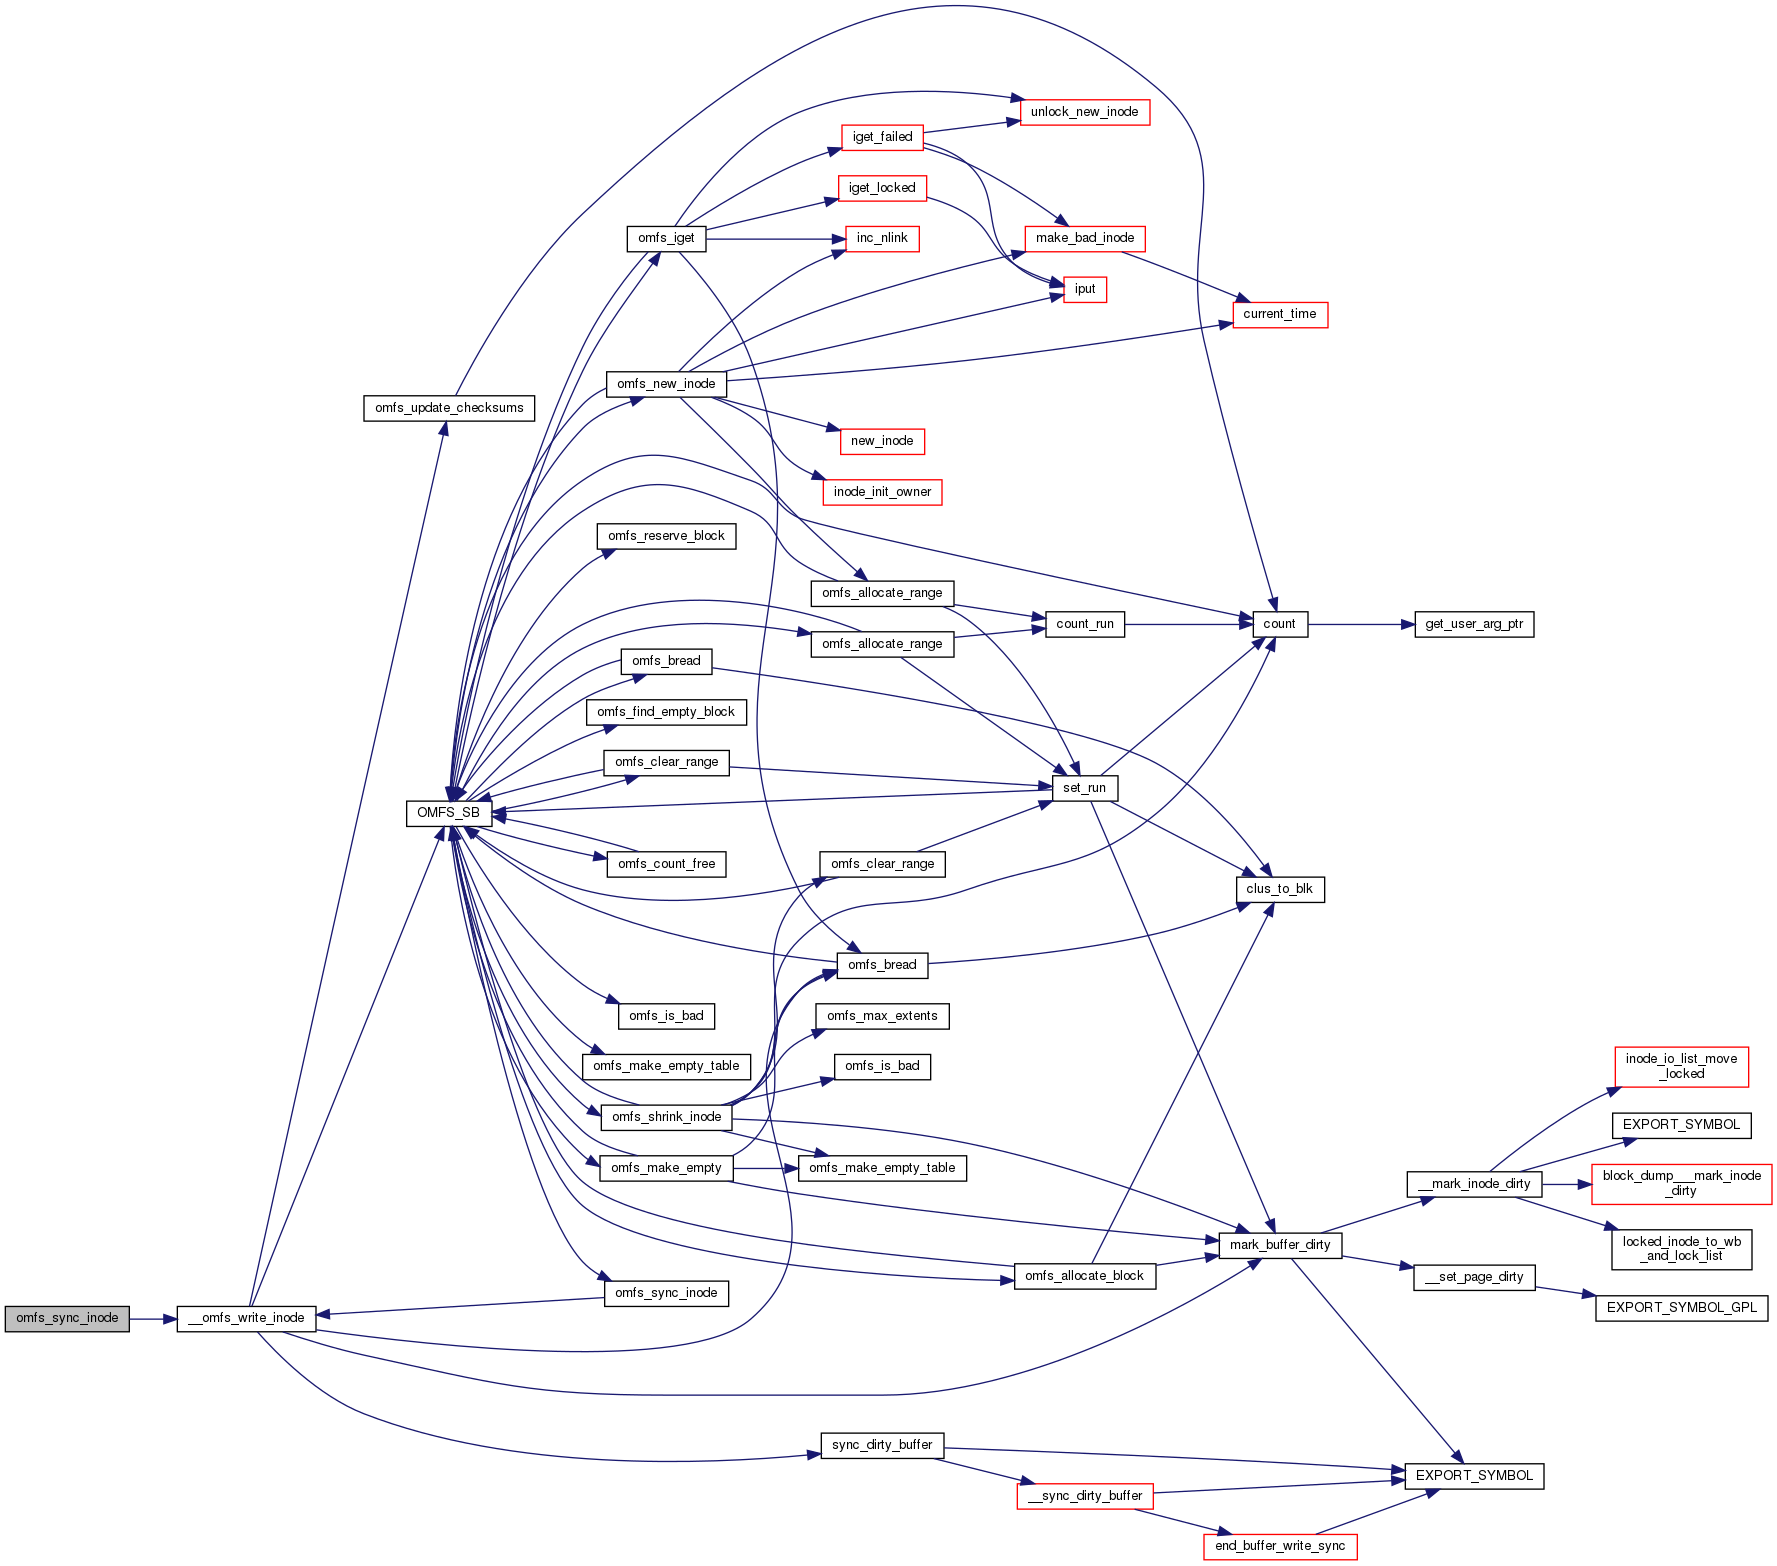 unlock_new_inode
iget_failed
iget_locked
omfs_iget
inc_nlink
make_bad_inode
iput
current_time
omfs_new_inode
omfs_update_checksums
new_inode
inode_init_owner
omfs_reserve_block
omfs_allocate_range
count_run
count
get_user_arg_ptr
omfs_allocate_range
omfs_bread
omfs_find_empty_block
omfs_clear_range
set_run
OMFS_SB
omfs_count_free
omfs_clear_range
clus_to_blk
omfs_bread
omfs_is_bad
omfs_max_extents
omfs_make_empty_table
omfs_is_bad
inode_io_list_move
_locked
omfs_shrink_inode
EXPORT_SYMBOL
omfs_make_empty
omfs_make_empty_table
__mark_inode_dirty
block_dump___mark_inode
_dirty
mark_buffer_dirty
locked_inode_to_wb
_and_lock_list
omfs_allocate_block
__set_page_dirty
omfs_sync_inode
EXPORT_SYMBOL_GPL
omfs_sync_inode
__omfs_write_inode
sync_dirty_buffer
EXPORT_SYMBOL
__sync_dirty_buffer
end_buffer_write_sync